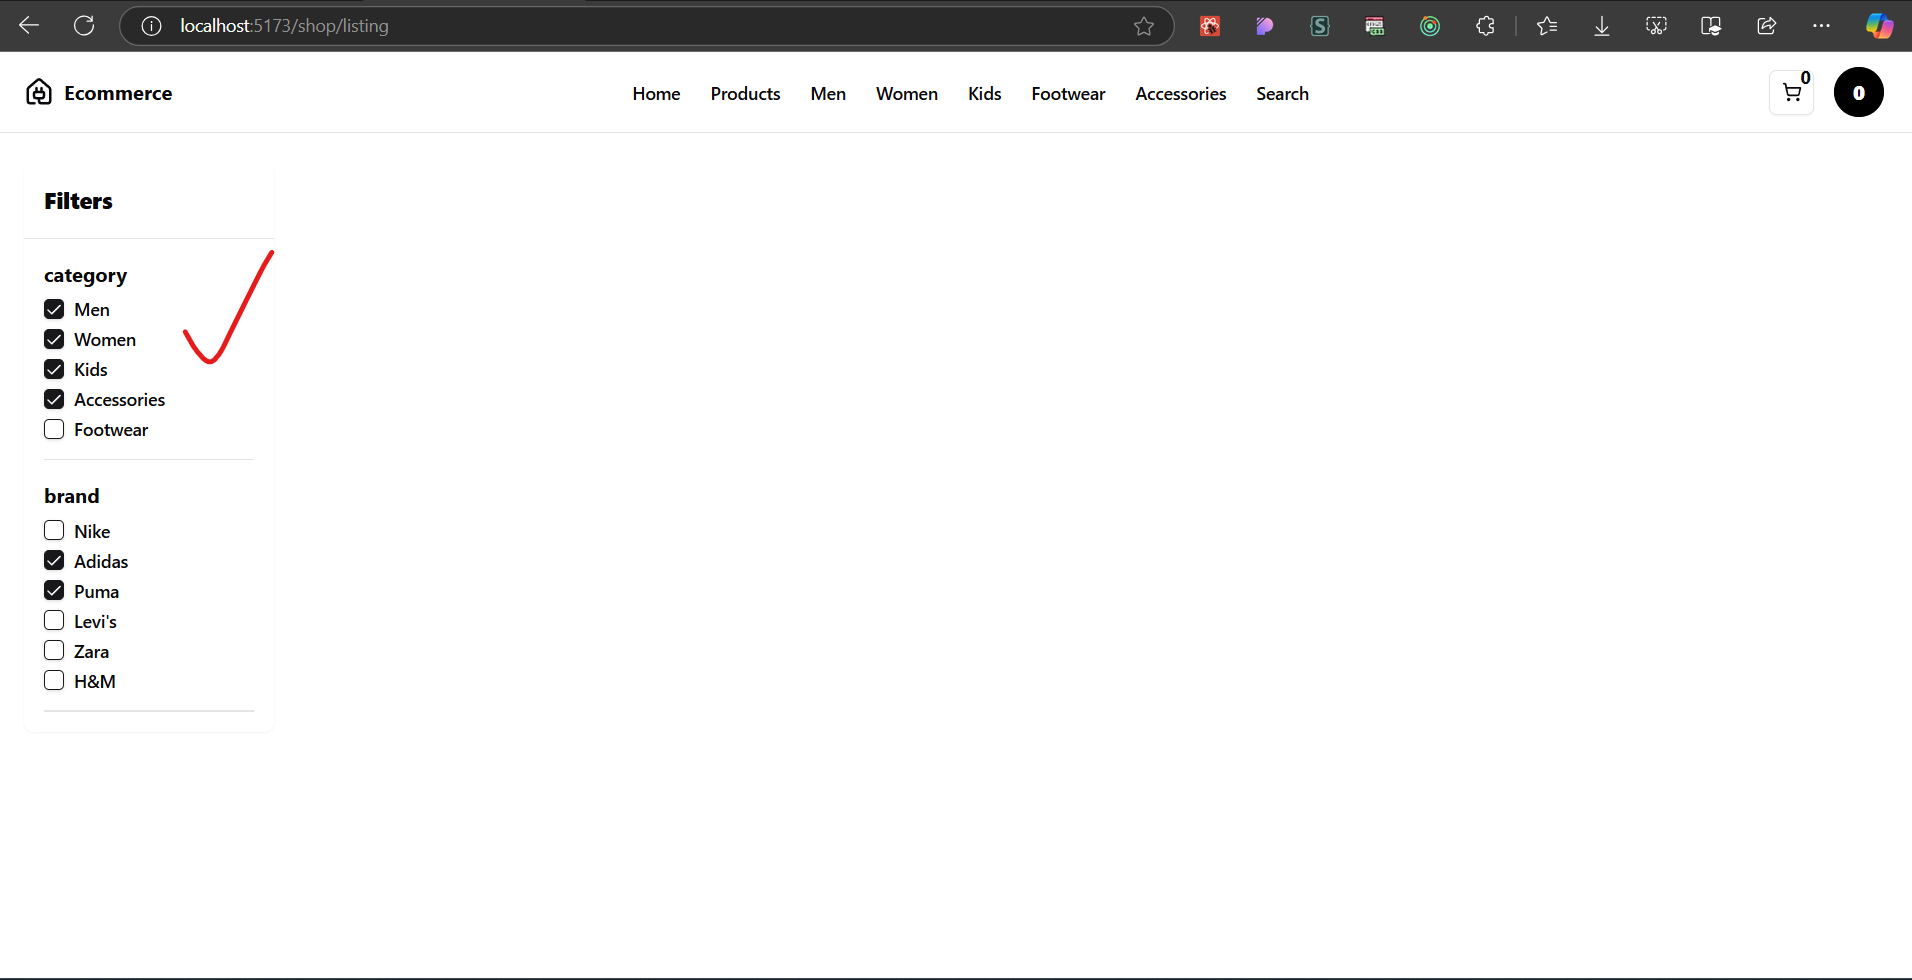 localhost:5173/shop/listing
Ecommerce
Home Products Men Women Kids Footwear Accessories Search
0
0
Filters
category
Men
Women
Kids
Accessories
Footwear
brand
Nike
Adidas
Puma
Levi's
Zara
H&M